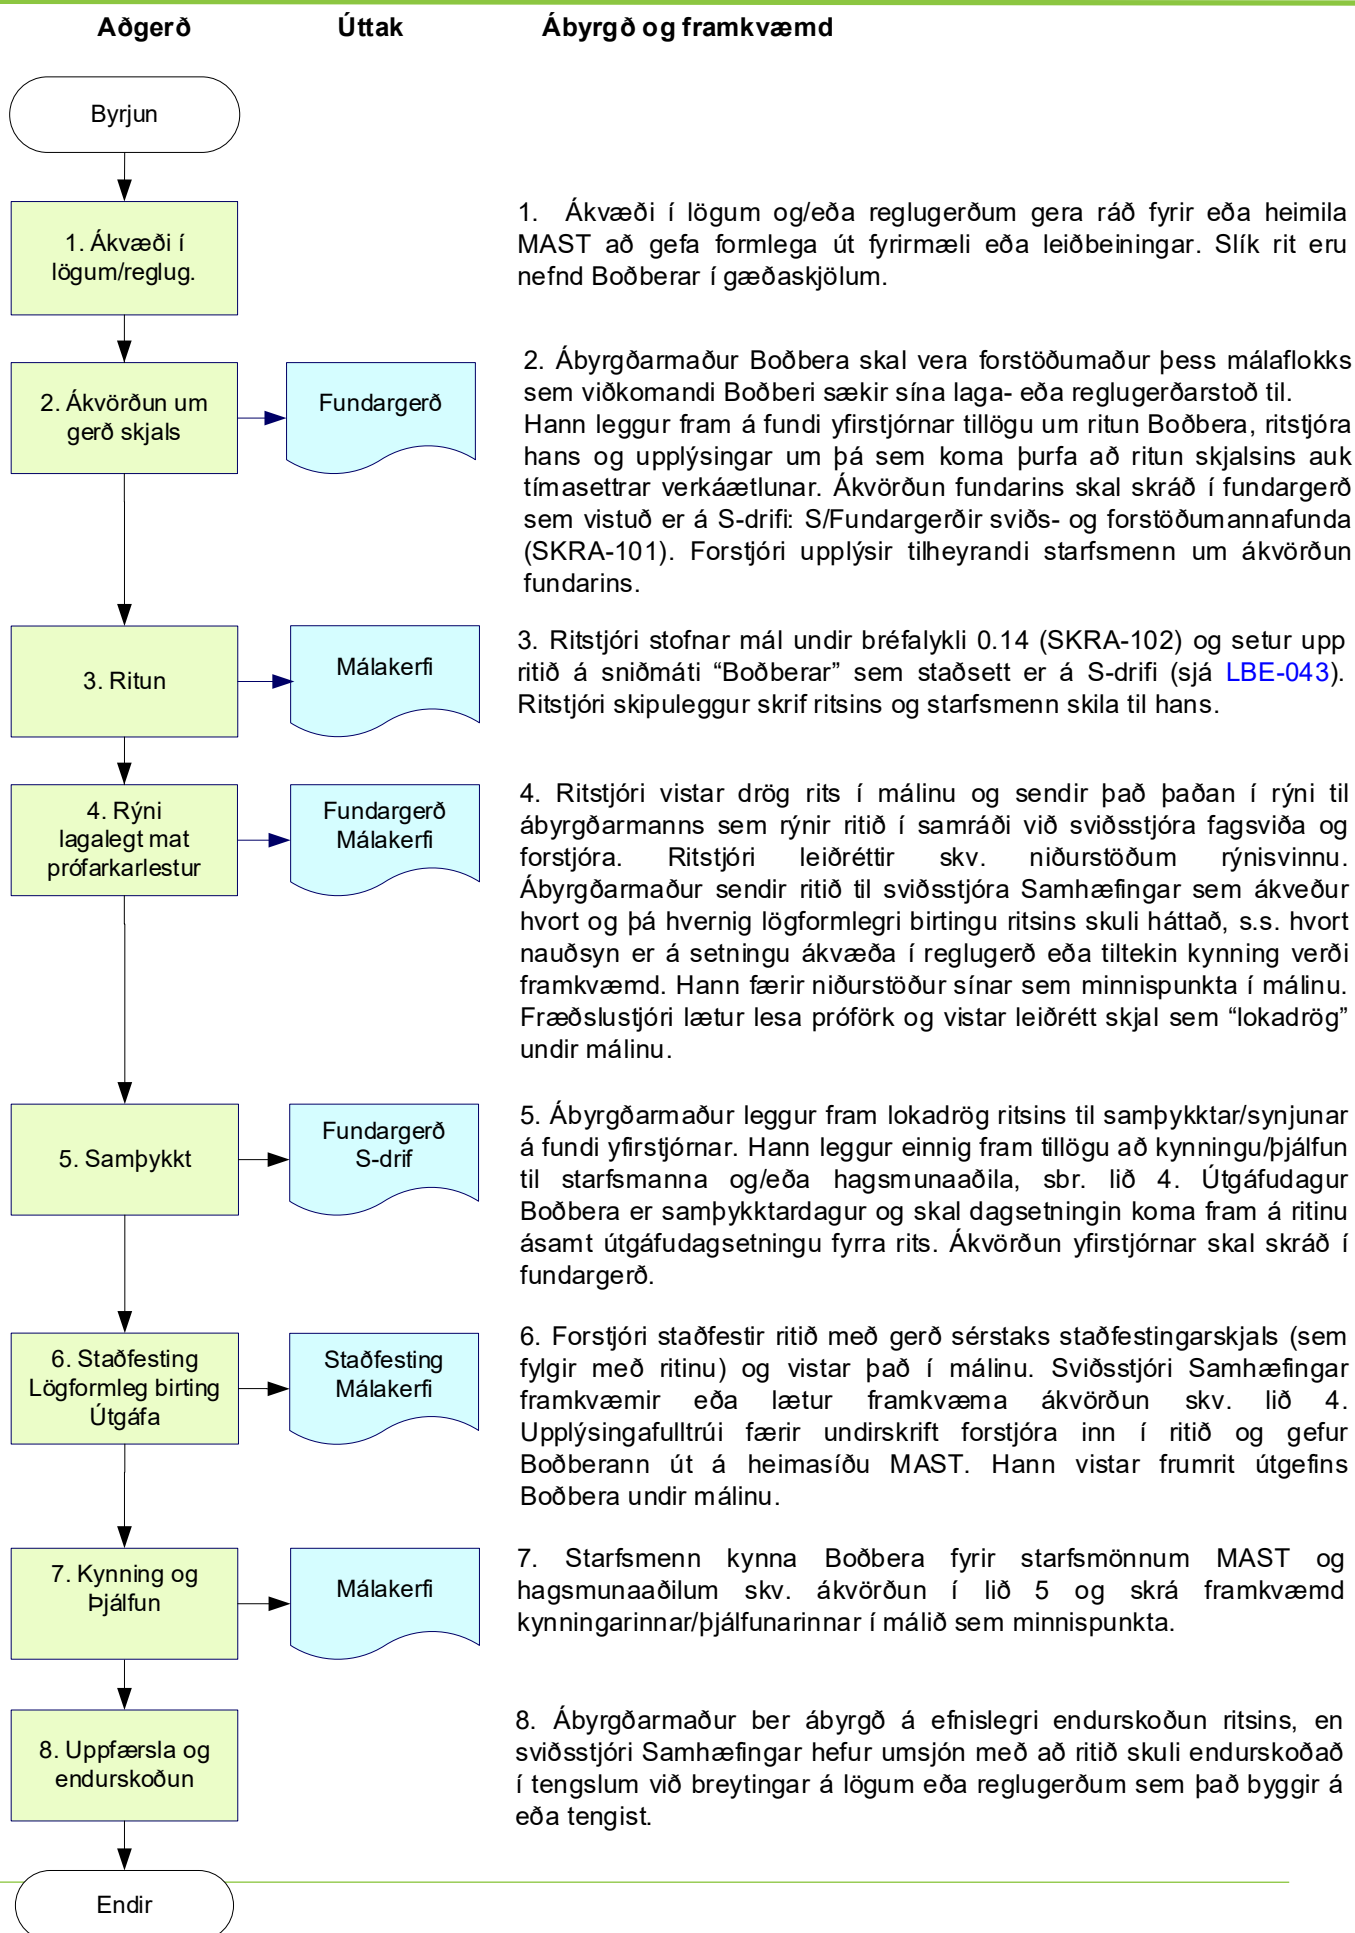 Aðgerð Úttak Ábyrgð og framkvæmd
Byrjun
1. Ákvæði í
lögum/reglug.
1. Ákvæði í lögum og/eða reglugerðum gera ráð fyrir eða heimila
MAST að gefa formlega út fyrirmæli eða leiðbeiningar. Slík rit eru
nefnd Boðberar í gæðaskjölum.
2. Ákvörðun um
gerð skjals
Fundargerð
2. Ábyrgðarmaður Boðbera skal vera forstöðumaður þess málaflokks
sem viðkomandi Boðberi sækir sína laga- eða reglugerðarstoð til.
Hann leggur fram á fundi yfirstjórnar tillögu um ritun Boðbera, ritstjóra
hans og upplýsingar um þá sem koma þurfa að ritun skjalsins auk
tímasettrar verkáætlunar. Ákvörðun fundarins skal skráð í fundargerð
sem vistuð er á S-drifi: S/Fundargerðir sviðs- og forstöðumannafunda
(SKRA-101). Forstjóri upplýsir tilheyrandi starfsmenn um ákvörðun
fundarins.
3. Ritun
Málakerfi
3. Ritstjóri stofnar mál undir bréfalykli 0.14 (SKRA-102) og setur upp
ritið á sniðmáti “Boðberar” sem staðsett er á S-drifi (sjá LBE-043).
Ritstjóri skipuleggur skrif ritsins og starfsmenn skila til hans.
4. Rýni
lagalegt mat
prófarkarlestur
Fundargerð
Málakerfi
4. Ritstjóri vistar drög rits í málinu og sendir það þaðan í rýni til
ábyrgðarmanns sem rýnir ritið í samráði við sviðsstjóra fagsviða og
forstjóra. Ritstjóri leiðréttir skv. niðurstöðum rýnisvinnu.
Ábyrgðarmaður sendir ritið til sviðsstjóra Samhæfingar sem ákveður
hvort og þá hvernig lögformlegri birtingu ritsins skuli háttað, s.s. hvort
nauðsyn er á setningu ákvæða í reglugerð eða tiltekin kynning verði
framkvæmd. Hann færir niðurstöður sínar sem minnispunkta í málinu.
Fræðslustjóri lætur lesa próförk og vistar leiðrétt skjal sem “lokadrög”
undir málinu.
5. Samþykkt
Fundargerð
S-drif
5. Ábyrgðarmaður leggur fram lokadrög ritsins til samþykktar/synjunar
á fundi yfirstjórnar. Hann leggur einnig fram tillögu að kynningu/þjálfun
til starfsmanna og/eða hagsmunaaðila, sbr. lið 4. Útgáfudagur
Boðbera er samþykktardagur og skal dagsetningin koma fram á ritinu
ásamt útgáfudagsetningu fyrra rits. Ákvörðun yfirstjórnar skal skráð í
fundargerð.
6. Staðfesting
Lögformleg birting
Útgáfa
Staðfesting
Málakerfi
6. Forstjóri staðfestir ritið með gerð sérstaks staðfestingarskjals (sem
fylgir með ritinu) og vistar það í málinu. Sviðsstjóri Samhæfingar
framkvæmir eða lætur framkvæma ákvörðun skv. lið 4.
Upplýsingafulltrúi færir undirskrift forstjóra inn í ritið og gefur
Boðberann út á heimasíðu MAST. Hann vistar frumrit útgefins
Boðbera undir málinu.
7. Kynning og
Þjálfun
Málakerfi
7. Starfsmenn kynna Boðbera fyrir starfsmönnum MAST og
hagsmunaaðilum skv. ákvörðun í lið 5 og skrá framkvæmd
kynningarinnar/þjálfunarinnar í málið sem minnispunkta.
8. Uppfærsla og
endurskoðun
8. Ábyrgðarmaður ber ábyrgð á efnislegri endurskoðun ritsins, en
sviðsstjóri Samhæfingar hefur umsjón með að ritið skuli endurskoðað
í tengslum við breytingar á lögum eða reglugerðum sem það byggir á
eða tengist.
Endir